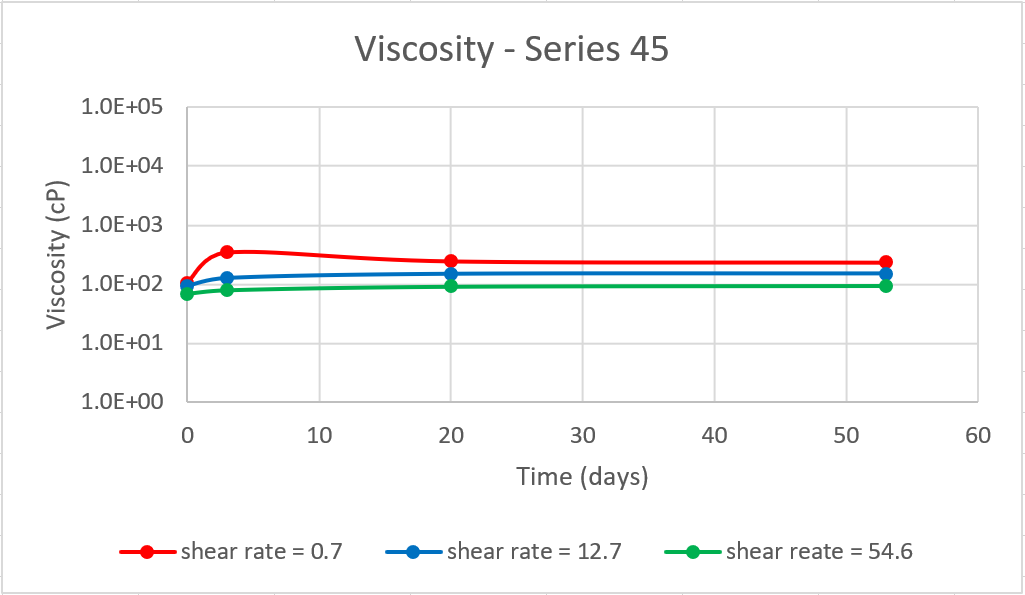 Viscosity - Series 45
1.0E+05
1.0E+04
1.0E+03
1.0E+02
1.0E+01
1.0E+00
Viscosity (cP)
0 10 20 30 40 50 60
Time (days)
shear rate = 0.7 shear rate = 12.7 shear reate = 54.6